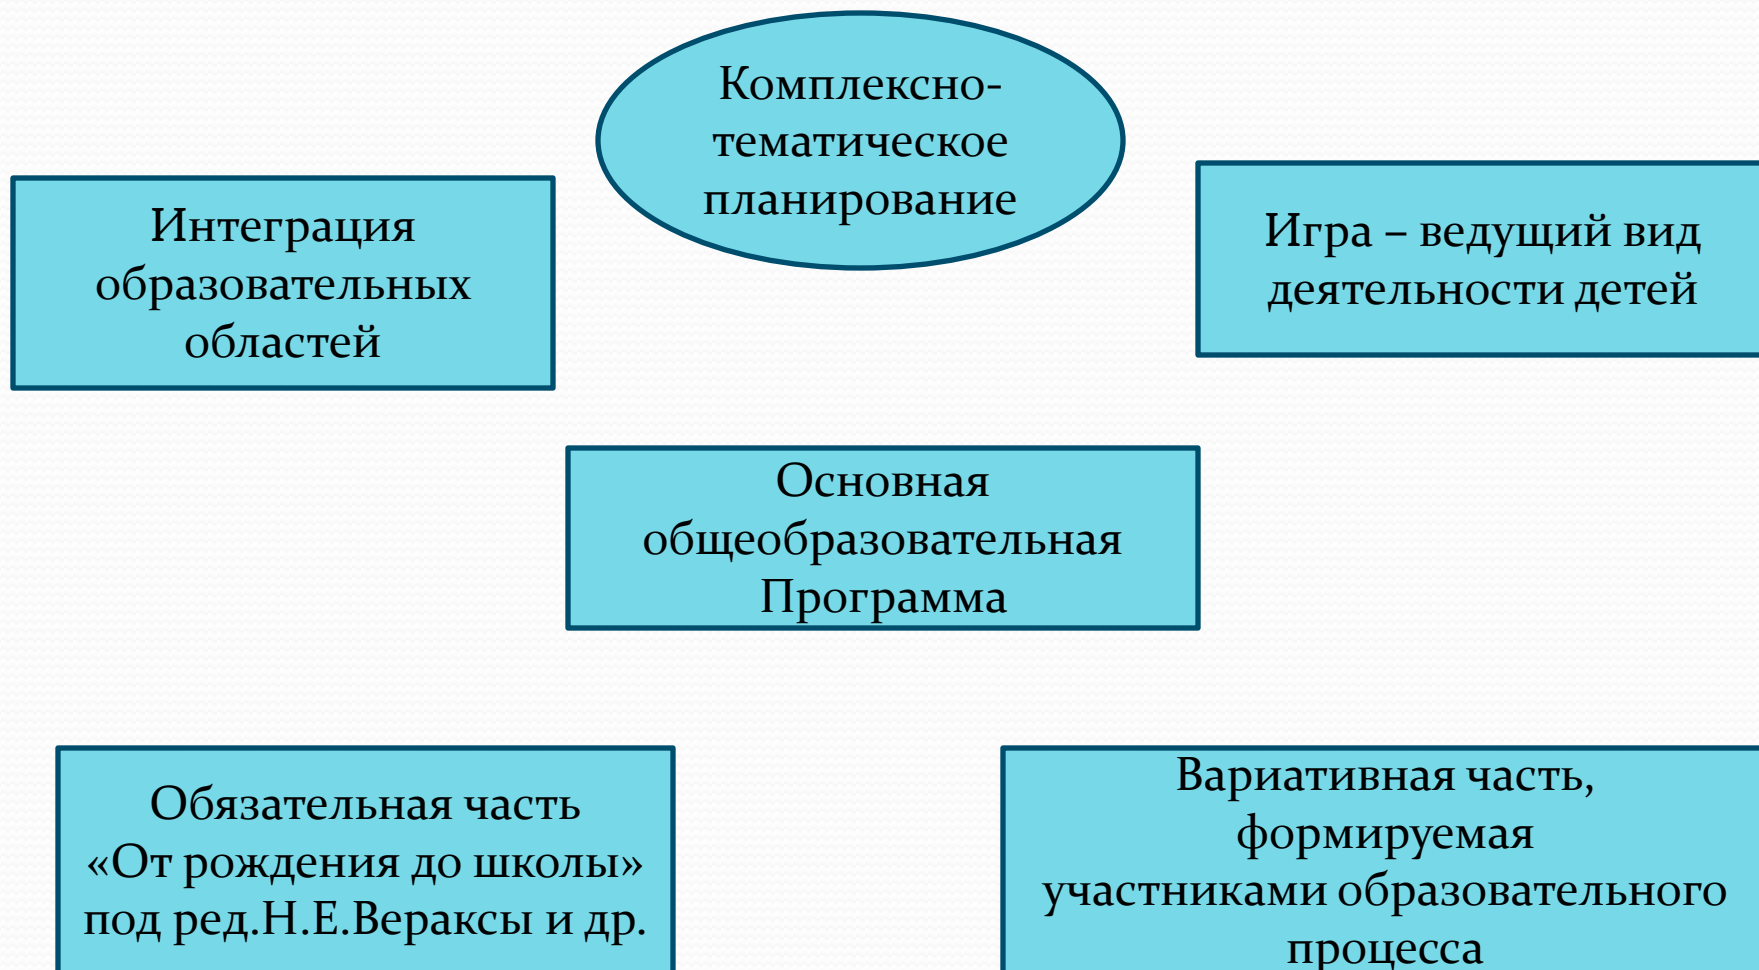 Комплексно-
тематическое
планирование
Интеграция
образовательных
областей
Игра – ведущий вид
деятельности детей
Основная
общеобразовательная
Программа
Обязательная часть
«От рождения до школы»
под ред.Н.Е.Вераксы и др.
Вариативная часть,
формируемая
участниками образовательного
процесса